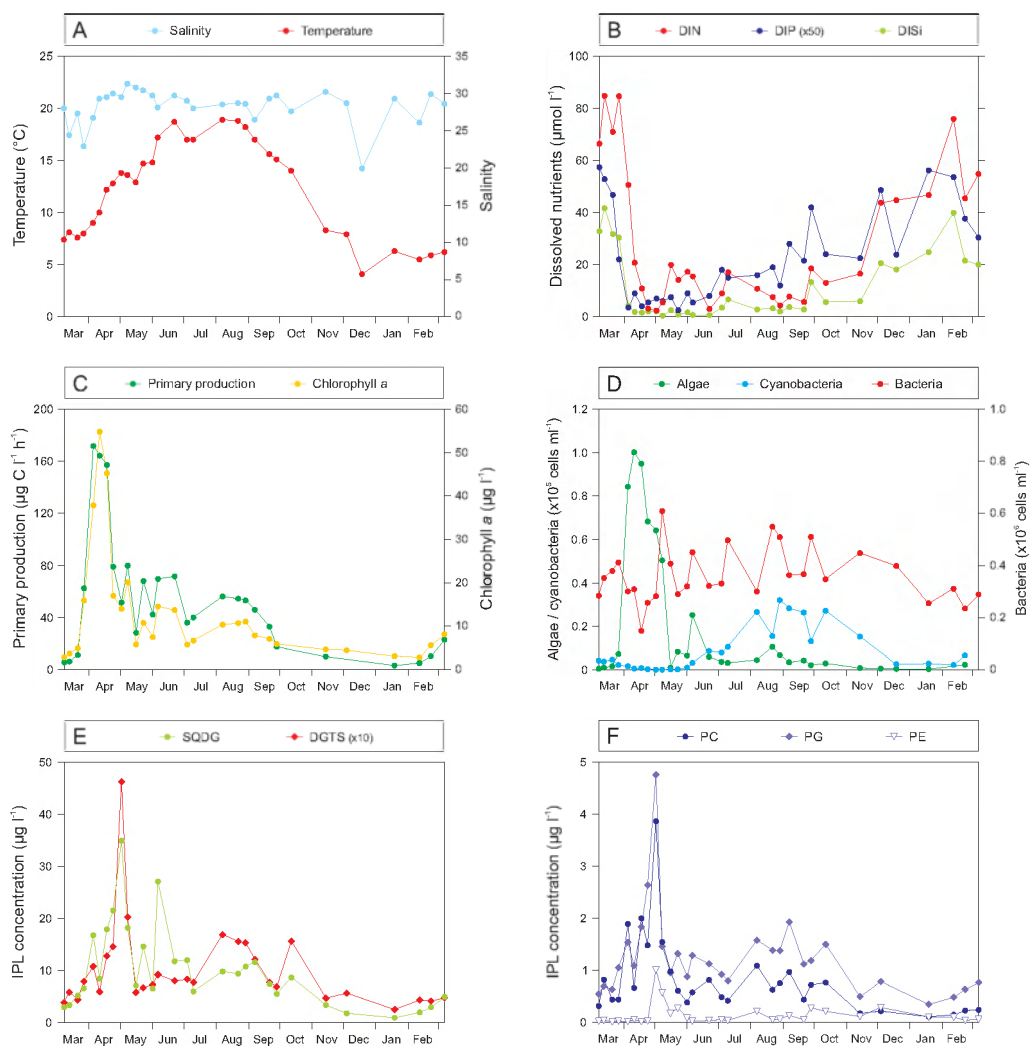 A Salinity Temperature
B DIN DIP (x50) DISi
25 35 100
20 30 80
25
15 20 60
10 15 40
10
5 20
5
0 0 0
Temperature (°C)
Salinity
Dissolved nutrients (µmol l⁻¹)
Mar Apr May Jun Jul Aug Sep Oct Nov Dec Jan Feb
Mar Apr May Jun Jul Aug Sep Oct Nov Dec Jan Feb
C Primary production Chlorophyll a
D Algae Cyanobacteria Bacteria
200 60 1.2 1.0
160 50 1.0 0.8
120 40 0.8 0.6
30 0.6
80 20 0.4 0.4
40 10 0.2 0.2
0 0 0 0
Primary production (µg C l⁻¹ h⁻¹)
Chlorophyll a (µg l⁻¹)
Algae / cyanobacteria (x10⁵ cells ml⁻¹)
Bacteria (x10⁶ cells ml⁻¹)
Mar Apr May Jun Jul Aug Sep Oct Nov Dec Jan Feb
Mar Apr May Jun Jul Aug Sep Oct Nov Dec Jan Feb
E SQDG DGTS (x10)
F PC PG PE
50 5
40 4
30 3
20 2
10 1
0 0
IPL concentration (µg l⁻¹)
IPL concentration (µg l⁻¹)
Mar Apr May Jun Jul Aug Sep Oct Nov Dec Jan Feb
Mar Apr May Jun Jul Aug Sep Oct Nov Dec Jan Feb